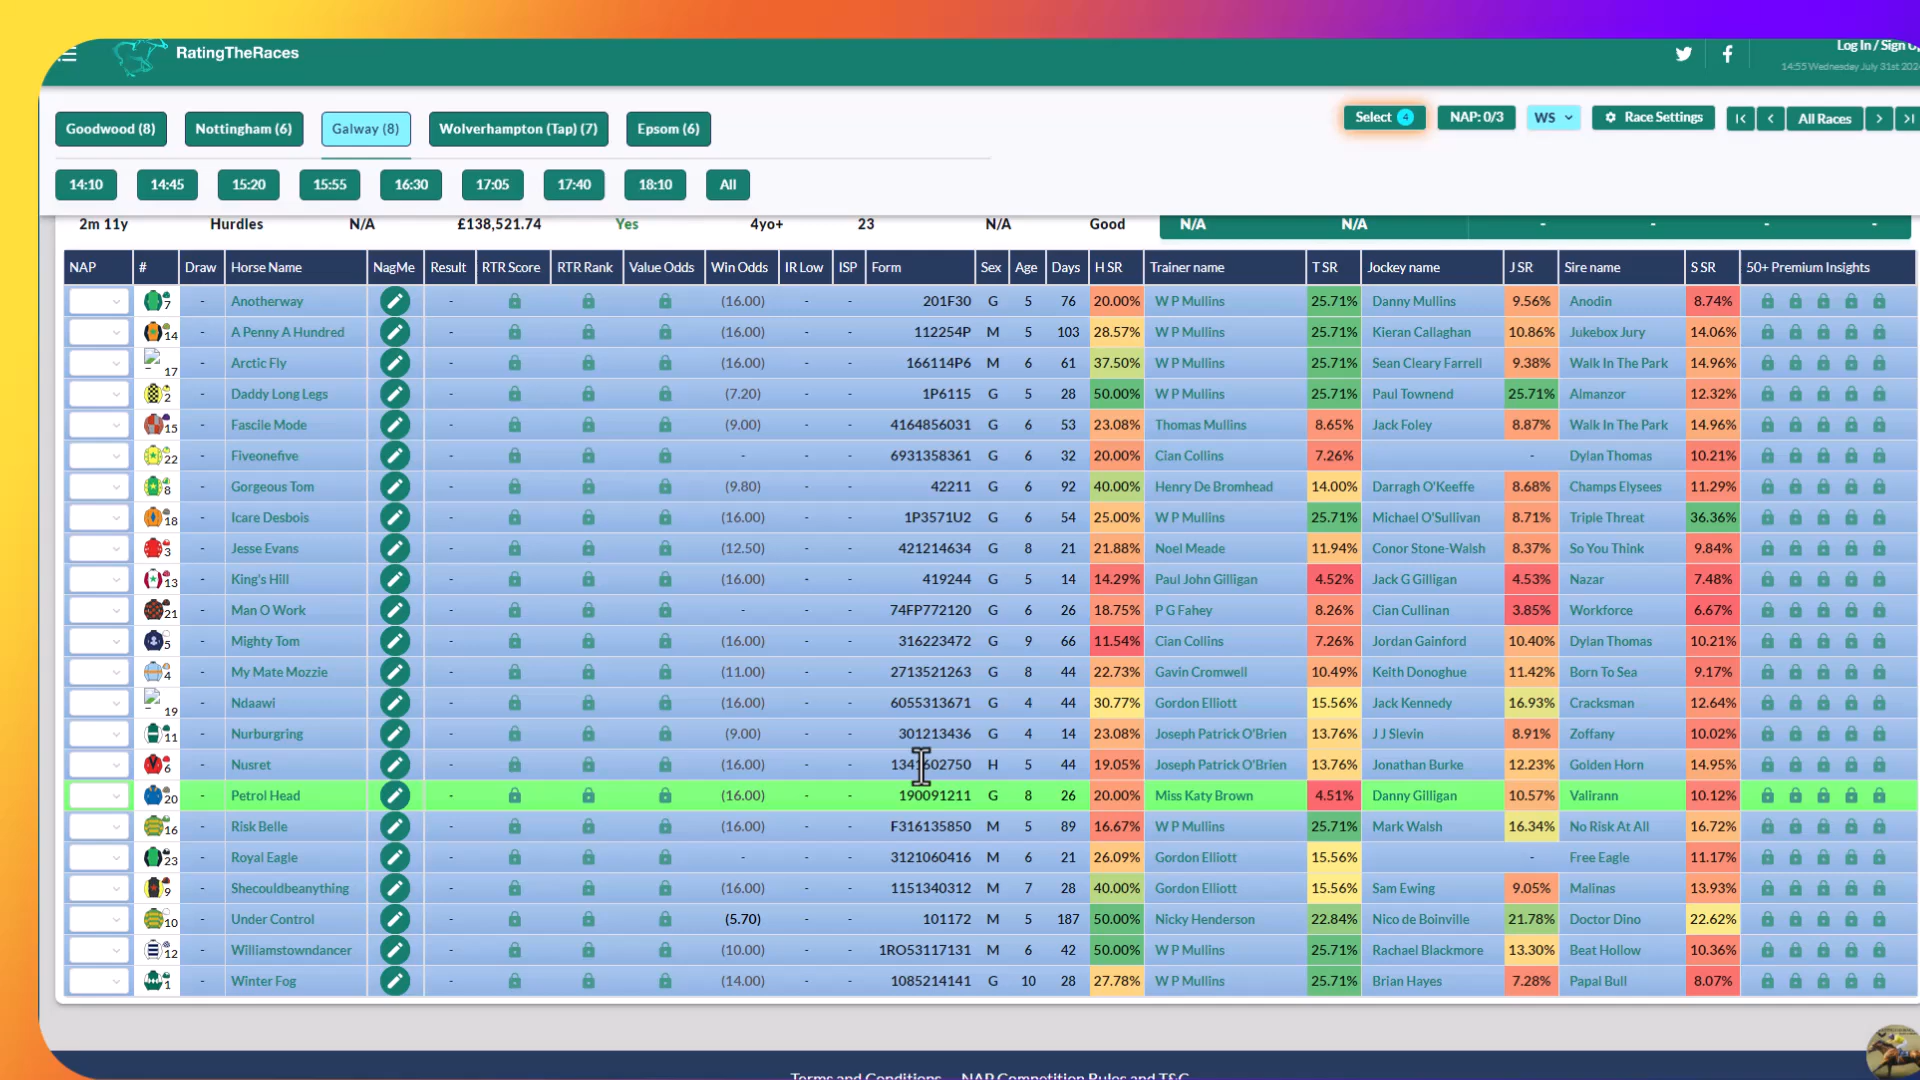 RatingTheRaces
Log In / Sign U
14:55 Wednesday July 31st 202
Goodwood (8) Nottingham (6) Galway (8) Wolverhampton (Tap) (7) Epsom (6)
Select 4 NAP: 0/3 WS Race Settings All Races
14:10 14:45 15:20 15:55 16:30 17:05 17:40 18:10 All
2m 11y Hurdles N/A £138,521.74 Yes 4yo+ 23 N/A Good N/A N/A - - - -
NAP # Draw Horse Name NagMe Result RTR Score RTR Rank Value Odds Win Odds IR Low ISP Form Sex Age Days H SR Trainer name T SR Jockey name J SR Sire name S SR 50+ Premium Insights
7 - Anotherway - (16.00) - - 201F30 G 5 76 20.00% W P Mullins 25.71% Danny Mullins 9.56% Anodin 8.74%
14 - A Penny A Hundred - (16.00) - - 112254P M 5 103 28.57% W P Mullins 25.71% Kieran Callaghan 10.86% Jukebox Jury 14.06%
17 - Arctic Fly - (16.00) - - 166114P6 M 6 61 37.50% W P Mullins 25.71% Sean Cleary Farrell 9.38% Walk In The Park 14.96%
2 - Daddy Long Legs - (7.20) - - 1P6115 G 5 28 50.00% W P Mullins 25.71% Paul Townend 25.71% Almanzor 12.32%
15 - Fascile Mode - (9.00) - - 4164856031 G 6 53 23.08% Thomas Mullins 8.65% Jack Foley 8.87% Walk In The Park 14.96%
22 - Fiveonefive - - - - 6931358361 G 6 32 20.00% Cian Collins 7.26% - Dylan Thomas 10.21%
8 - Gorgeous Tom - (9.80) - - 42211 G 6 92 40.00% Henry De Bromhead 14.00% Darragh O'Keeffe 8.68% Champs Elysees 11.29%
18 - Icare Desbois - (16.00) - - 1P3571U2 G 6 54 25.00% W P Mullins 25.71% Michael O'Sullivan 8.71% Triple Threat 36.36%
3 - Jesse Evans - (12.50) - - 421214634 G 8 21 21.88% Noel Meade 11.94% Conor Stone-Walsh 8.37% So You Think 9.84%
13 - King's Hill - (16.00) - - 419244 G 5 14 14.29% Paul John Gilligan 4.52% Jack G Gilligan 4.53% Nazar 7.48%
21 - Man O Work - - - - 74FP772120 G 6 26 18.75% P G Fahey 8.26% Cian Cullinan 3.85% Workforce 6.67%
5 - Mighty Tom - (16.00) - - 316223472 G 9 66 11.54% Cian Collins 7.26% Jordan Gainford 10.40% Dylan Thomas 10.21%
4 - My Mate Mozzie - (11.00) - - 2713521263 G 8 44 22.73% Gavin Cromwell 10.49% Keith Donoghue 11.42% Born To Sea 9.17%
19 - Ndaawi - (16.00) - - 6055313671 G 4 44 30.77% Gordon Elliott 15.56% Jack Kennedy 16.93% Cracksman 12.64%
11 - Nurburgring - (9.00) - - 301213436 G 4 14 23.08% Joseph Patrick O'Brien 13.76% J J Slevin 8.91% Zoffany 10.02%
6 - Nusret - (16.00) - - 1341602750 H 5 44 19.05% Joseph Patrick O'Brien 13.76% Jonathan Burke 12.23% Golden Horn 14.95%
20 - Petrol Head - (16.00) - - 190091211 G 8 26 20.00% Miss Katy Brown 4.51% Danny Gilligan 10.57% Valirann 10.12%
16 - Risk Belle - (16.00) - - F316135850 M 5 89 16.67% W P Mullins 25.71% Mark Walsh 16.34% No Risk At All 16.72%
23 - Royal Eagle - - - - 3121060416 M 6 21 26.09% Gordon Elliott 15.56% - Free Eagle 11.17%
9 - Shecouldbeanything - (16.00) - - 1151340312 M 7 28 40.00% Gordon Elliott 15.56% Sam Ewing 9.05% Malinas 13.93%
10 - Under Control - (5.70) - - 101172 M 5 187 50.00% Nicky Henderson 22.84% Nico de Boinville 21.78% Doctor Dino 22.62%
12 - Williamstowndancer - (10.00) - - 1RO53117131 M 6 42 50.00% W P Mullins 25.71% Rachael Blackmore 13.30% Beat Hollow 10.36%
1 - Winter Fog - (14.00) - - 1085214141 G 10 28 27.78% W P Mullins 25.71% Brian Hayes 7.28% Papal Bull 8.07%
Terms and Conditions NAP Competition Rules and T&C